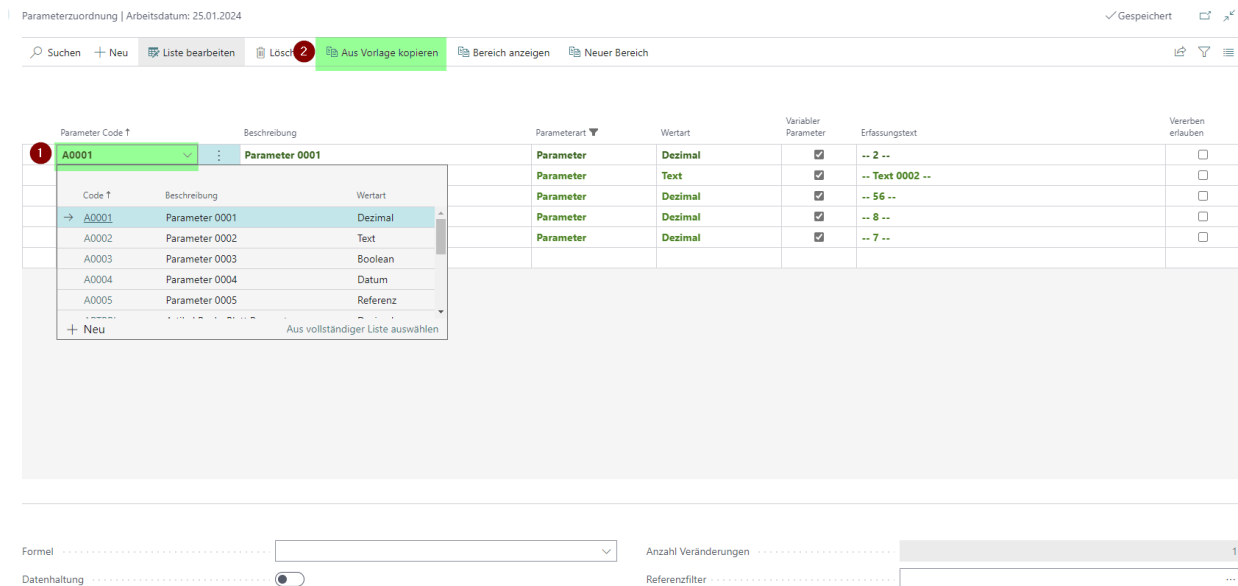 Parameterzuordnung | Arbeitsdatum: 25.01.2024 Gespeichert
Suchen Neu Liste bearbeiten Lösch 2 Aus Vorlage kopieren Bereich anzeigen Neuer Bereich
Parameter Code ↑ Beschreibung Parameterart Wertart Variabler Parameter Erfassungstext Vererben erlauben
1 A0001 Parameter 0001 Parameter Dezimal -- 2 --
Parameter Text -- Text 0002 --
Parameter Dezimal -- 56 --
Parameter Dezimal -- 8 --
Parameter Dezimal -- 7 --
Code ↑ Beschreibung Wertart
→ A0001 Parameter 0001 Dezimal
A0002 Parameter 0002 Text
A0003 Parameter 0003 Boolean
A0004 Parameter 0004 Datum
A0005 Parameter 0005 Referenz
+ Neu Aus vollständiger Liste auswählen
Formel Anzahl Veränderungen 1
Datenhaltung Referenzfilter ...